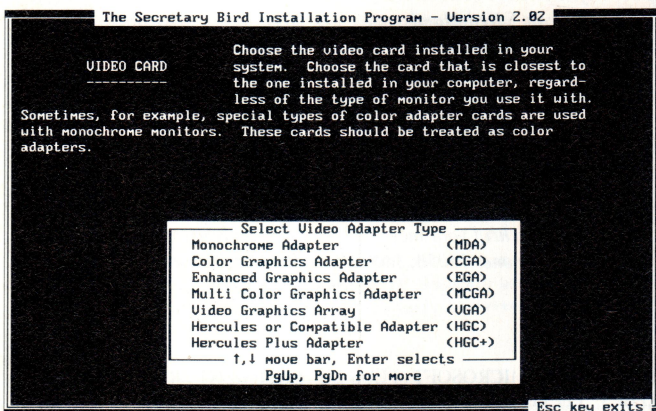 The Secretary Bird Installation Program - Version 2.02
VIDEO CARD
----------
Choose the video card installed in your
system. Choose the card that is closest to
the one installed in your computer, regard-
less of the type of monitor you use it with.
Sometimes, for example, special types of color adapter cards are used
with monochrome monitors. These cards should be treated as color
adapters.
Select Video Adapter Type
Monochrome Adapter (MDA)
Color Graphics Adapter (CGA)
Enhanced Graphics Adapter (EGA)
Multi Color Graphics Adapter (MCGA)
Video Graphics Array (VGA)
Hercules or Compatible Adapter (HGC)
Hercules Plus Adapter (HGC+)
↑,↓ move bar, Enter selects
PgUp, PgDn for more
Esc key exits